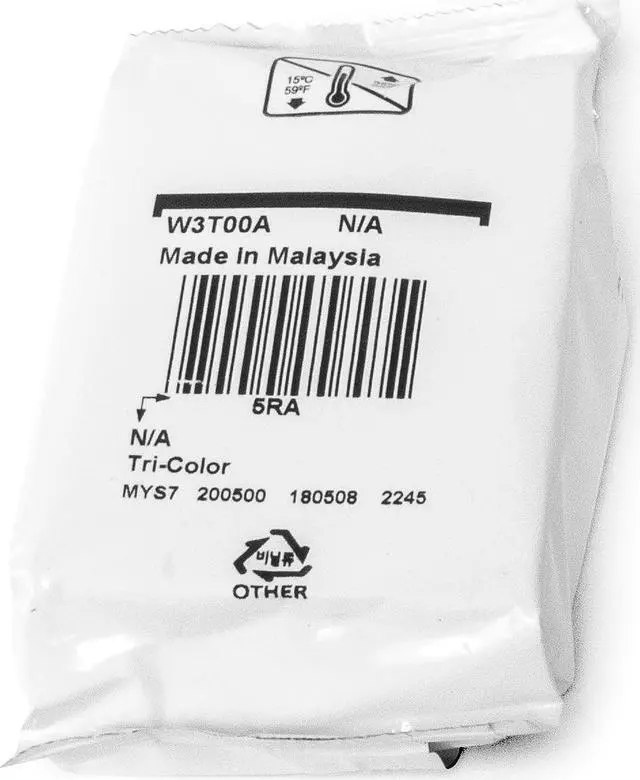 15°C
59°F
W3T00A N/A
Made In Malaysia
5RA
N/A
Tri-Color
MYS7 200500 180508 2245
비닐류
OTHER